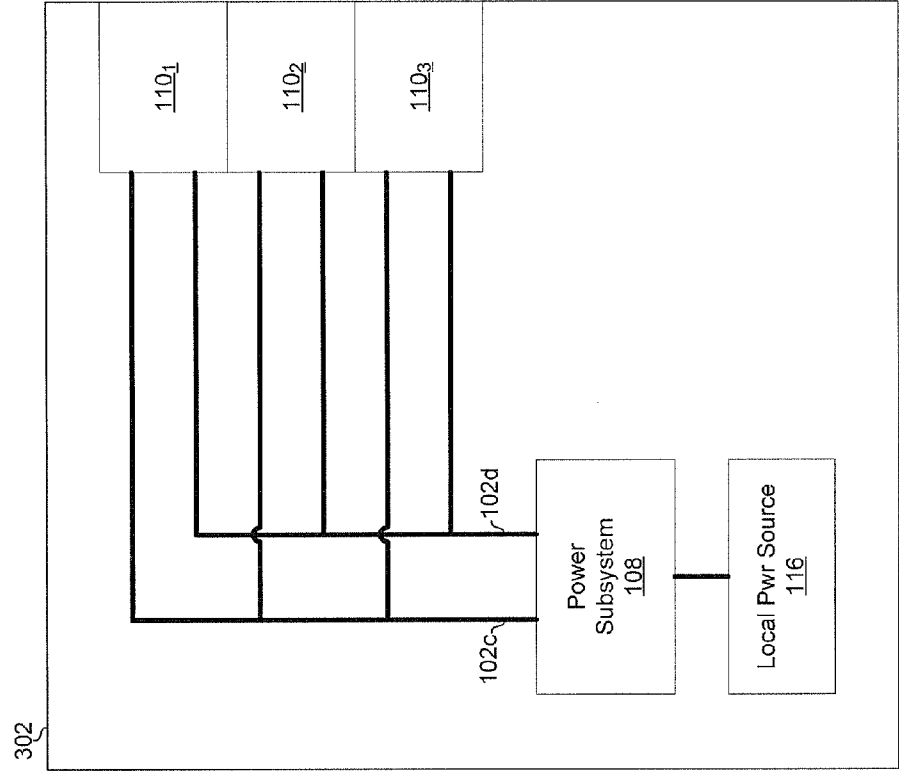 302
110₁
110₂
110₃
102d
102c
Power
Subsystem
108
Local Pwr Source
116